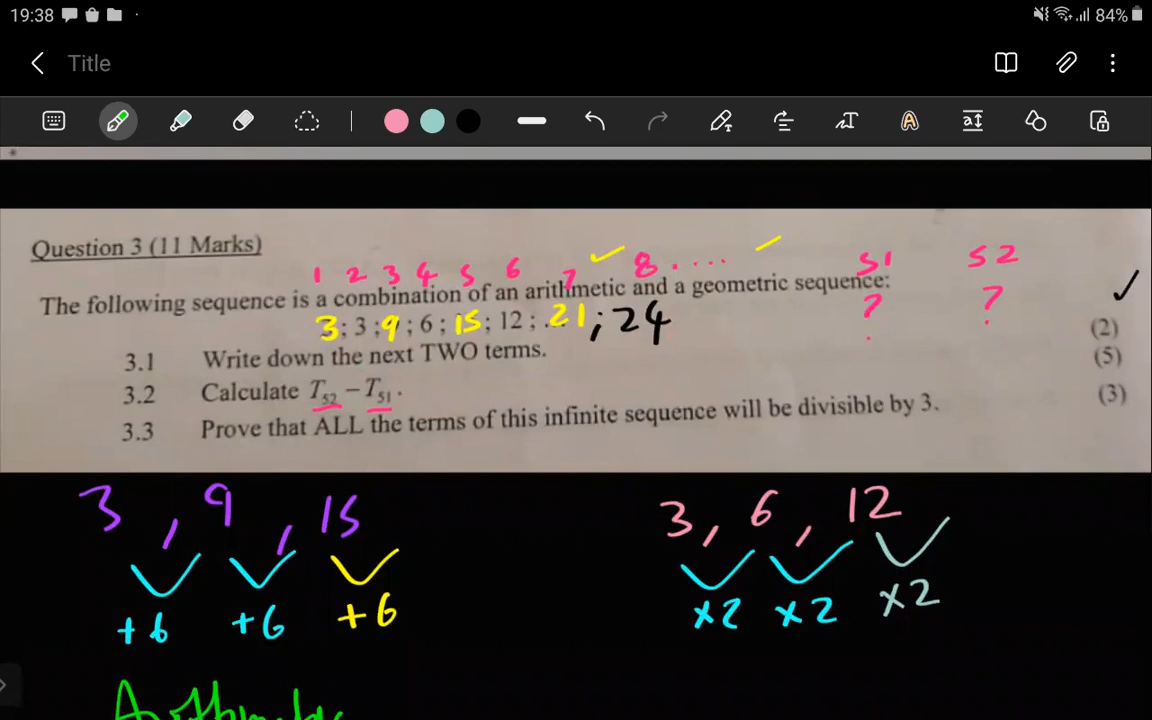 19:38 84%
Title
Question 3 (11 Marks)
1 2 3 4 5 6 7 8 .... 51 52
The following sequence is a combination of an arithmetic and a geometric sequence:
? ?
3; 3 ; 9 ; 6 ; 15; 12 ; 21 ; 24
3.1 Write down the next TWO terms. (2)
3.2 Calculate T52 – T51. (5)
3.3 Prove that ALL the terms of this infinite sequence will be divisible by 3. (3)
3 , 9 , 15 3 , 6 , 12
+6 +6 +6 ×2 ×2 ×2